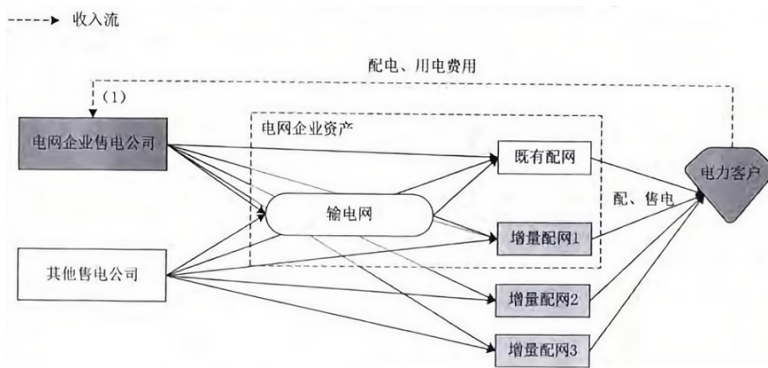 收入流
配电、用电费用
（1）
电网企业售电公司
电网企业资产
既有配网
电力客户
输电网
配、售电
增量配网1
其他售电公司
增量配网2
增量配网3